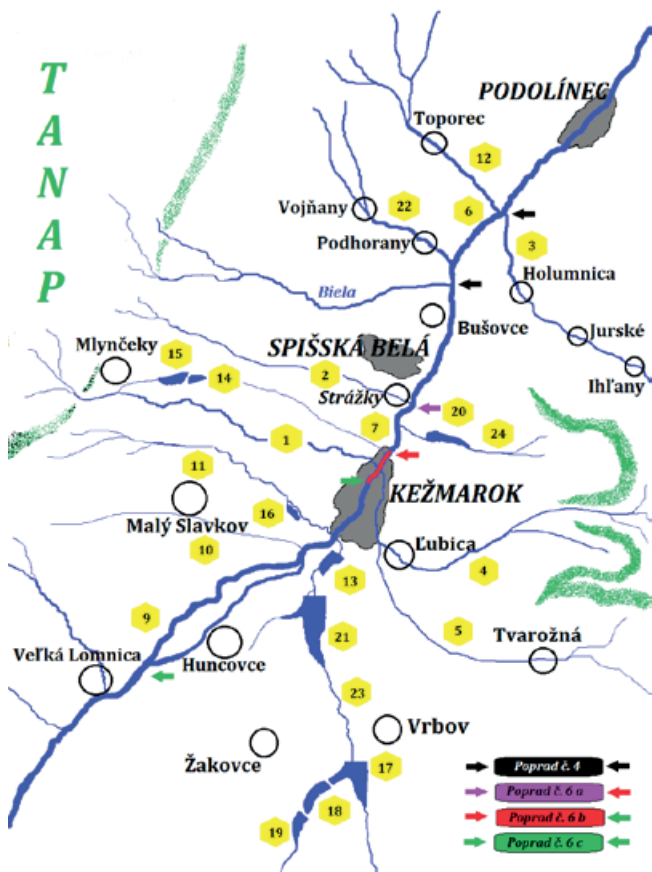 TANAP
PODOLÍNEC
Toporec
12
Vojňany
22
6
Podhorany
3
Holumnica
Biela
Bušovce
Jurské
Mlynčeky
15
SPIŠSKÁ BELÁ
14
2
Ihľany
Strážky
20
7
24
1
11
KEŽMAROK
16
Malý Slavkov
Ľubica
10
13
4
9
5
Tvarožná
21
Veľká Lomnica
Huncovce
23
Vrbov
Žakovce
17
Poprad č. 4
Poprad č. 6 a
18
Poprad č. 6 b
19
Poprad č. 6 c